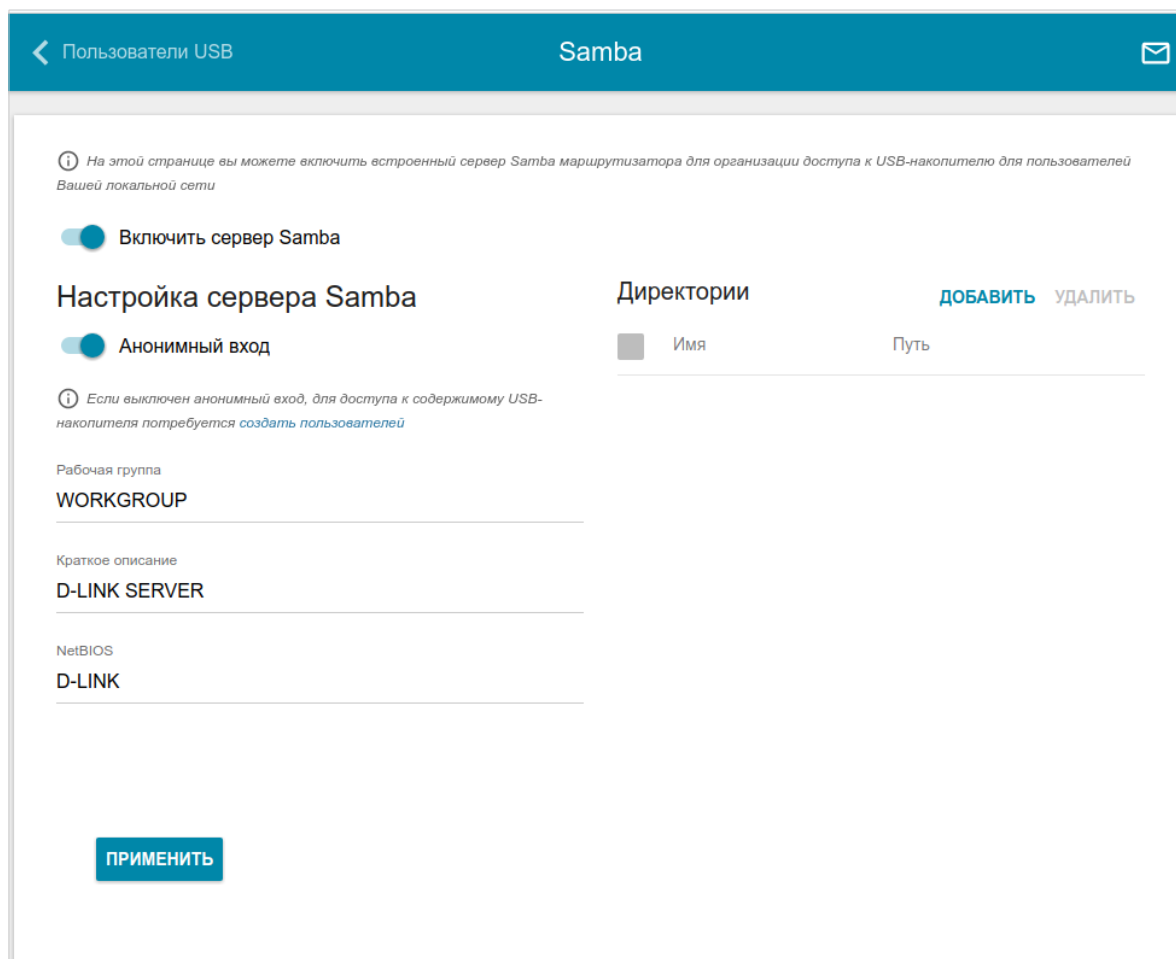 Пользователи USB
Samba
На этой странице вы можете включить встроенный сервер Samba маршрутизатора для организации доступа к USB-накопителю для пользователей
Вашей локальной сети
Включить сервер Samba
Настройка сервера Samba
Анонимный вход
Если выключен анонимный вход, для доступа к содержимому USB-
накопителя потребуется создать пользователей
Рабочая группа
WORKGROUP
Краткое описание
D-LINK SERVER
NetBIOS
D-LINK
ПРИМЕНИТЬ
Директории
ДОБАВИТЬ УДАЛИТЬ
Имя Путь